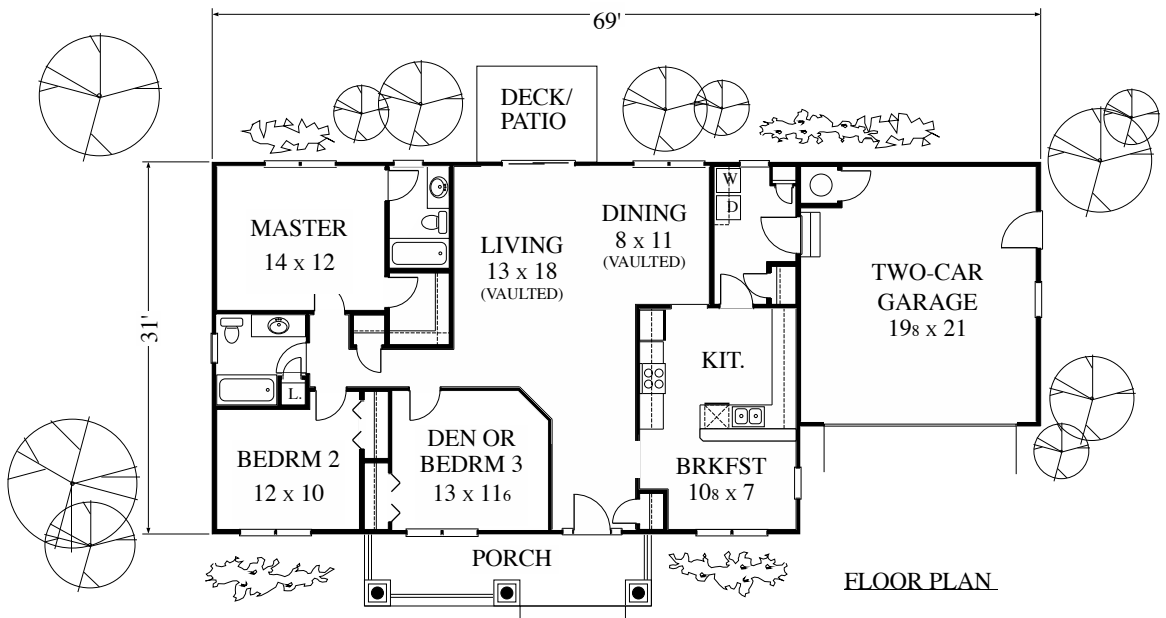 69'
DECK/
PATIO
W
D
MASTER
14 x 12
LIVING
13 x 18
(VAULTED)
DINING
8 x 11
(VAULTED)
TWO-CAR
GARAGE
198 x 21
31'
KIT.
L.
BEDRM 2
12 x 10
DEN OR
BEDRM 3
13 x 116
BRKFST
108 x 7
PORCH
FLOOR PLAN